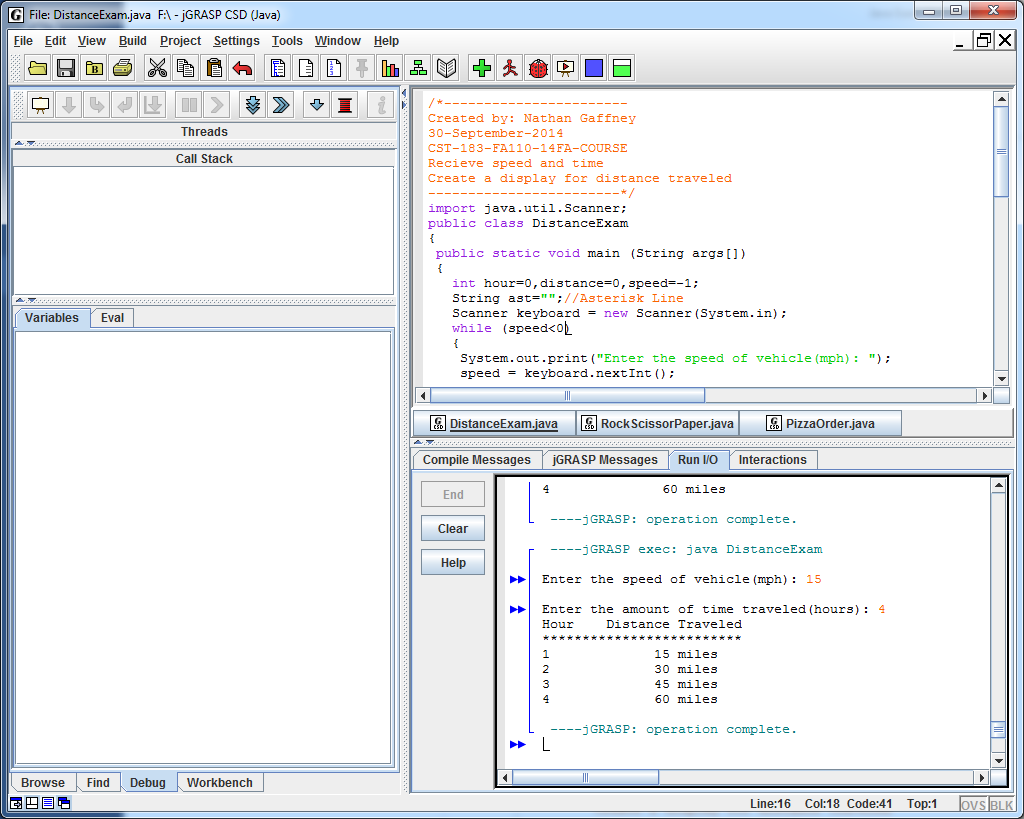 File: DistanceExam.java  F:\ - jGRASP CSD (Java)
File Edit View Build Project Settings Tools Window Help
Threads
Call Stack
Variables Eval
Browse Find Debug Workbench
/*-----------------------
Created by: Nathan Gaffney
30-September-2014
CST-183-FA110-14FA-COURSE
Recieve speed and time
Create a display for distance traveled
------------------------*/
import java.util.Scanner;
public class DistanceExam
{
 public static void main (String args[])
 {
   int hour=0,distance=0,speed=-1;
   String ast="";//Asterisk Line
   Scanner keyboard = new Scanner(System.in);
   while (speed<0)
   {
    System.out.print("Enter the speed of vehicle(mph): ");
    speed = keyboard.nextInt();
DistanceExam.java RockScissorPaper.java PizzaOrder.java
Compile Messages jGRASP Messages Run I/O Interactions
End
Clear
Help
4              60 miles
 ----jGRASP: operation complete.
 ----jGRASP exec: java DistanceExam
Enter the speed of vehicle(mph): 15
Enter the amount of time traveled(hours): 4
Hour    Distance Traveled
*************************
1             15 miles
2             30 miles
3             45 miles
4             60 miles
 ----jGRASP: operation complete.
Line:16 Col:18 Code:41 Top:1 OVS BLK